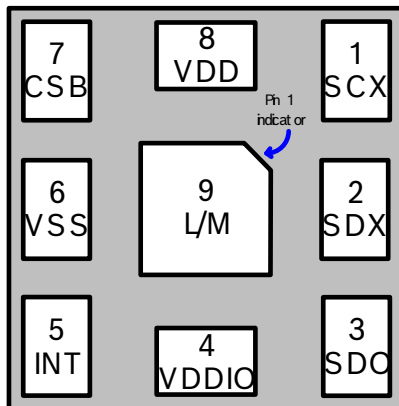 7
CSB
8
VDD
1
SCX
Pin 1
indicator
6
VSS
9
L/M
2
SDX
5
INT
4
VDDIO
3
SDO